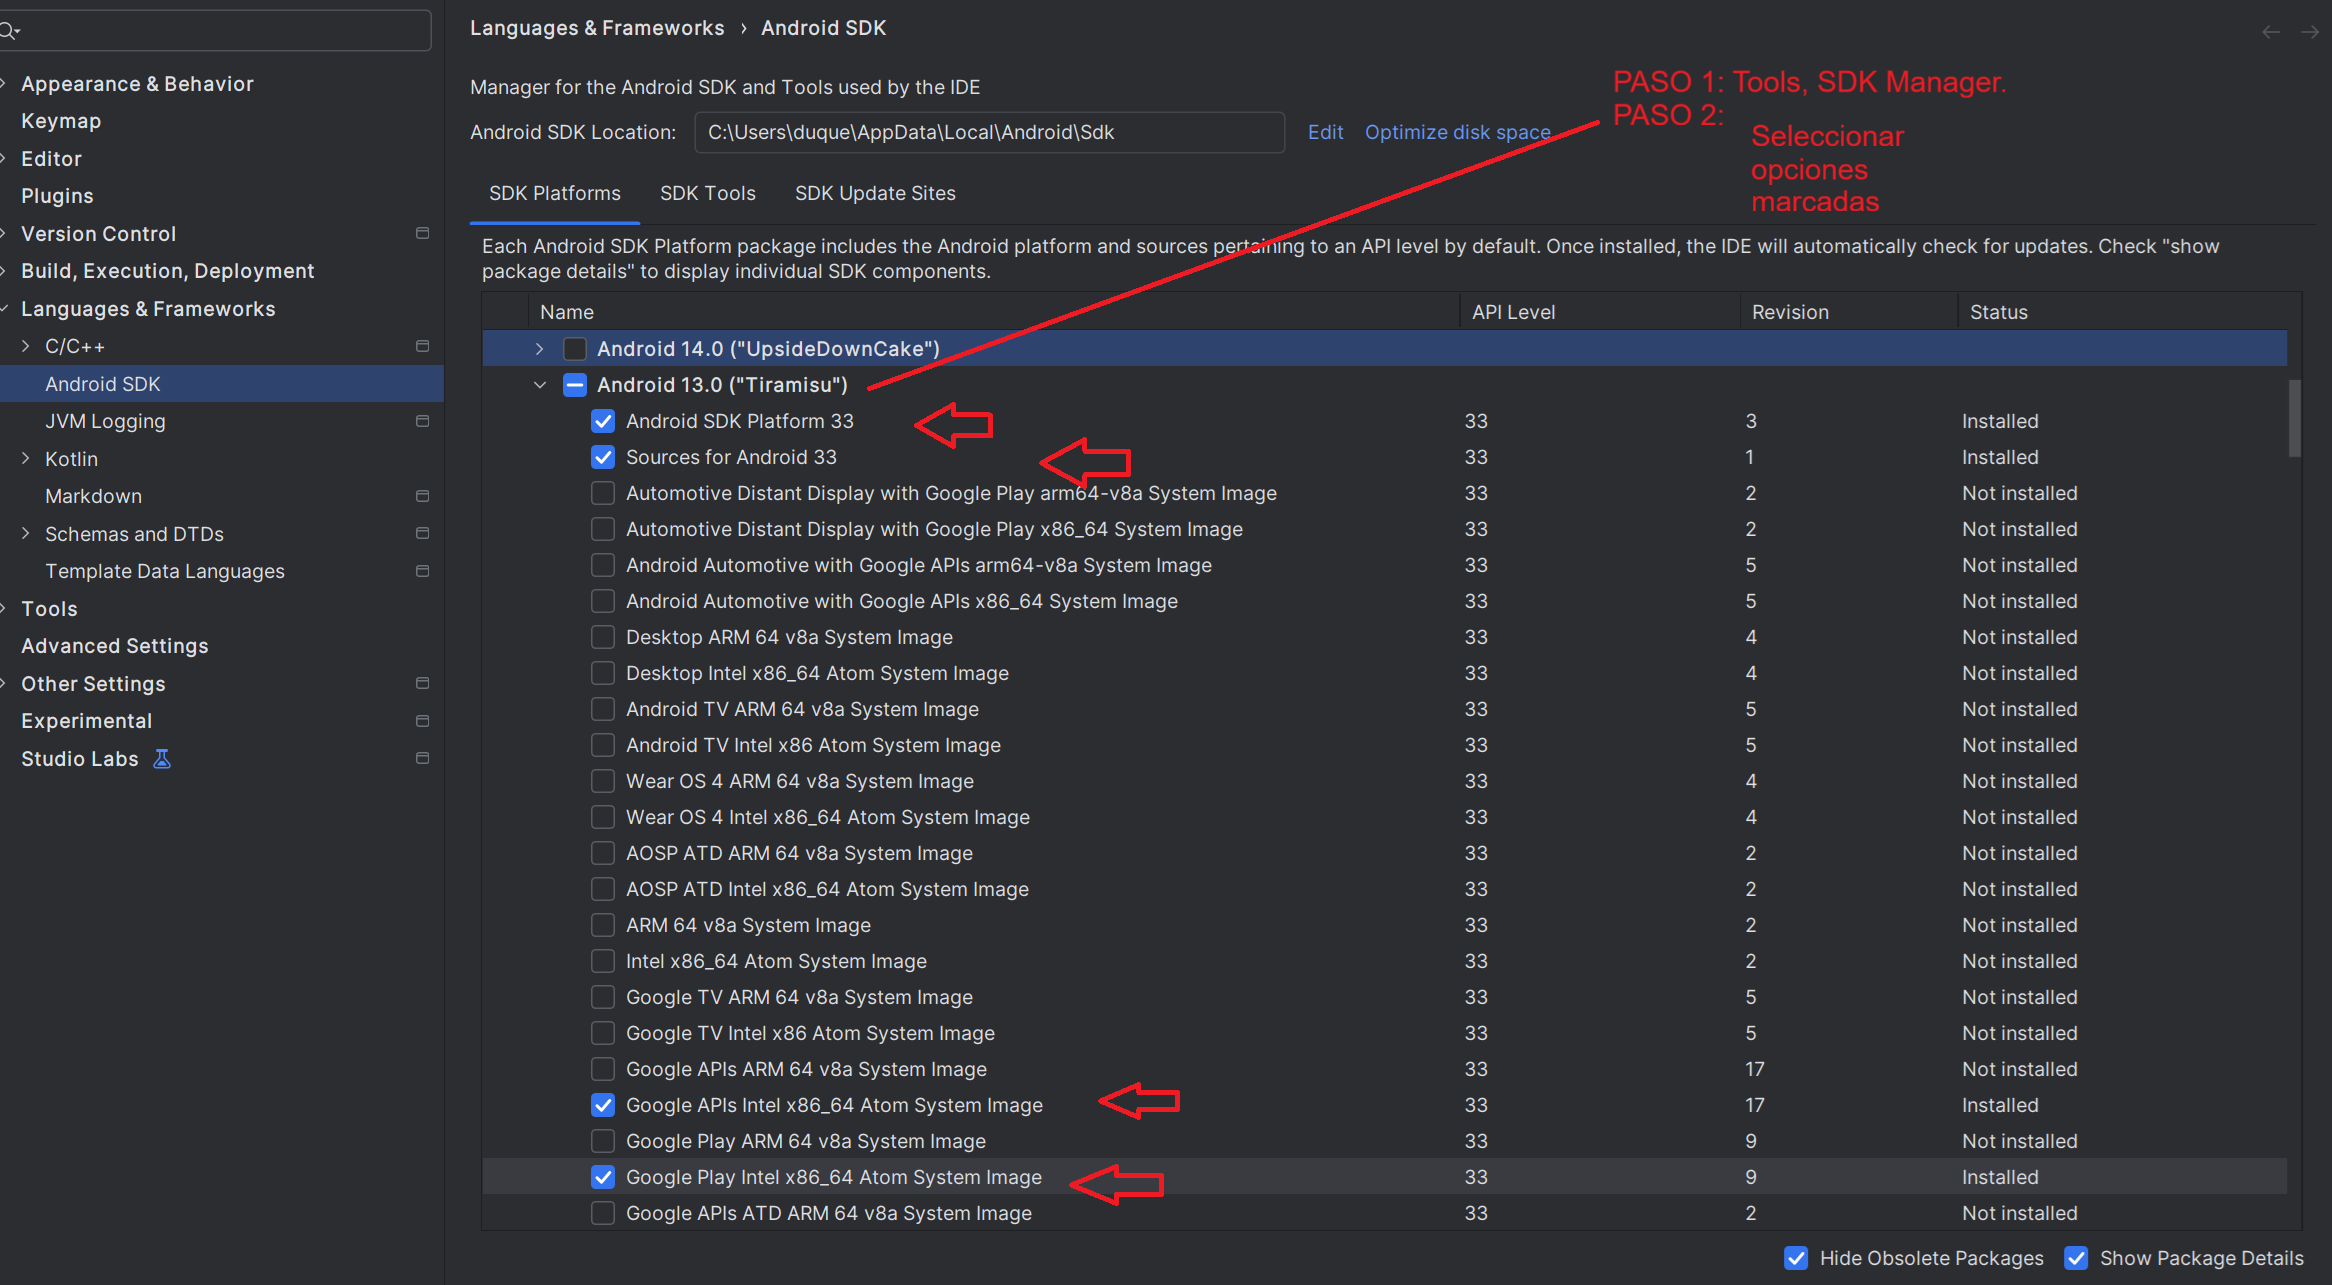 Languages & Frameworks › Android SDK
Appearance & Behavior
Keymap
Editor
Plugins
Version Control
Build, Execution, Deployment
Languages & Frameworks
C/C++
Android SDK
JVM Logging
Kotlin
Markdown
Schemas and DTDs
Template Data Languages
Tools
Advanced Settings
Other Settings
Experimental
Studio Labs
Manager for the Android SDK and Tools used by the IDE
Android SDK Location: C:\Users\duque\AppData\Local\Android\Sdk Edit Optimize disk space
PASO 1: Tools, SDK Manager.
PASO 2:
Seleccionar
opciones
marcadas
SDK Platforms SDK Tools SDK Update Sites
Each Android SDK Platform package includes the Android platform and sources pertaining to an API level by default. Once installed, the IDE will automatically check for updates. Check "show
package details" to display individual SDK components.
Name API Level Revision Status
Android 14.0 ("UpsideDownCake")
Android 13.0 ("Tiramisu")
Android SDK Platform 33 33 3 Installed
Sources for Android 33 33 1 Installed
Automotive Distant Display with Google Play arm64-v8a System Image 33 2 Not installed
Automotive Distant Display with Google Play x86_64 System Image 33 2 Not installed
Android Automotive with Google APIs arm64-v8a System Image 33 5 Not installed
Android Automotive with Google APIs x86_64 System Image 33 5 Not installed
Desktop ARM 64 v8a System Image 33 4 Not installed
Desktop Intel x86_64 Atom System Image 33 4 Not installed
Android TV ARM 64 v8a System Image 33 5 Not installed
Android TV Intel x86 Atom System Image 33 5 Not installed
Wear OS 4 ARM 64 v8a System Image 33 4 Not installed
Wear OS 4 Intel x86_64 Atom System Image 33 4 Not installed
AOSP ATD ARM 64 v8a System Image 33 2 Not installed
AOSP ATD Intel x86_64 Atom System Image 33 2 Not installed
ARM 64 v8a System Image 33 2 Not installed
Intel x86_64 Atom System Image 33 2 Not installed
Google TV ARM 64 v8a System Image 33 5 Not installed
Google TV Intel x86 Atom System Image 33 5 Not installed
Google APIs ARM 64 v8a System Image 33 17 Not installed
Google APIs Intel x86_64 Atom System Image 33 17 Installed
Google Play ARM 64 v8a System Image 33 9 Not installed
Google Play Intel x86_64 Atom System Image 33 9 Installed
Google APIs ATD ARM 64 v8a System Image 33 2 Not installed
Hide Obsolete Packages Show Package Details